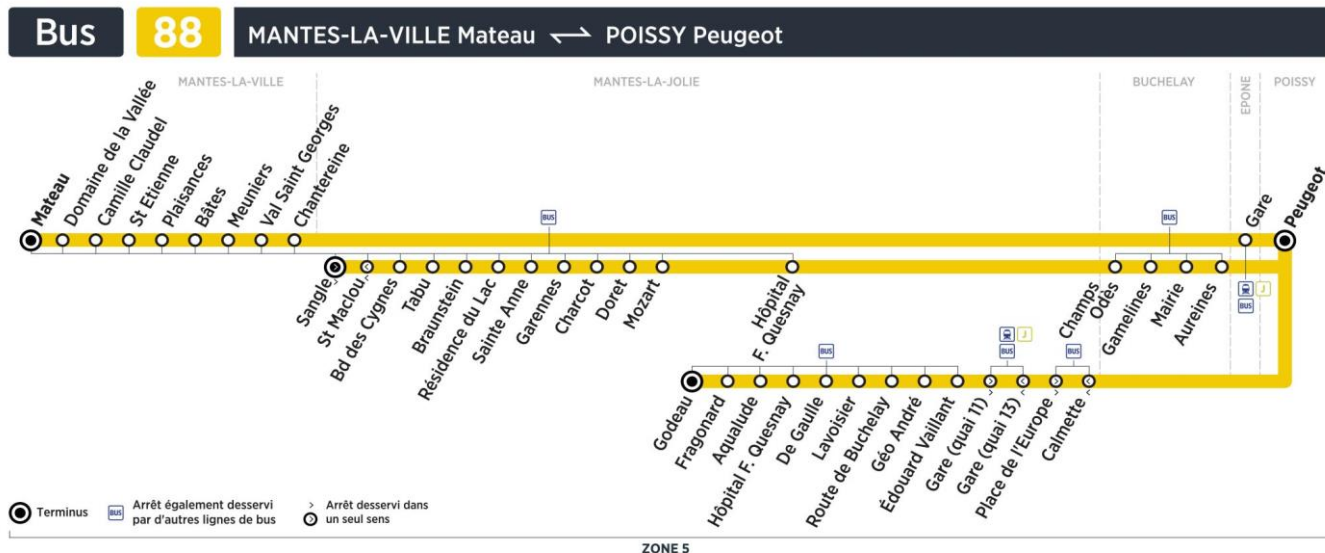 Bus 88 MANTES-LA-VILLE Mateau POISSY Peugeot
MANTES-LA-VILLE
MANTES-LA-JOLIE
BUCHELAY
EPONE
POISSY
Mateau
Domaine de la Vallée
Camille Claudel
St Etienne
Plaisances
Bâtes
Meuniers
Val Saint Georges
Chantereine
BUS
BUS
Gare
Peugeot
Sangle
St Maclou
Bd des Cygnes
Tabu
Braunstein
Résidence du Lac
Sainte Anne
Garennes
Charcot
Doret
Mozart
Hôpital
F. Quesnay
Champs
Odès
Gamelines
Mairie
Aureines
J
BUS
BUS
J
BUS
BUS
Godeau
Fragonard
Aqualude
Hôpital F. Quesnay
De Gaulle
Lavoisier
Route de Buchelay
Géo André
Édouard Vaillant
Gare (quai 11)
Gare (quai 13)
Place de l'Europe
Calmette
Terminus
BUS
Arrêt également desservi
par d'autres lignes de bus
Arrêt desservi dans
un seul sens
ZONE 5